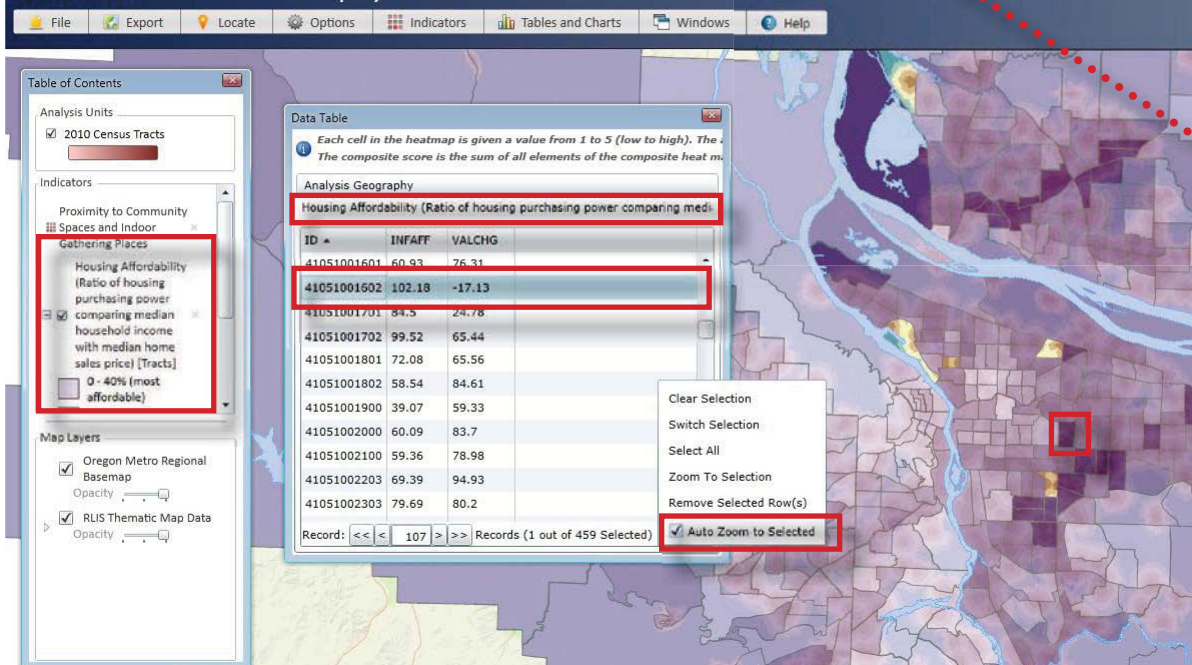 File Export Locate Options Indicators Tables and Charts Windows Help
Table of Contents
Analysis Units
2010 Census Tracts
Indicators
Proximity to Community
Spaces and Indoor
Gathering Places
Housing Affordability
(Ratio of housing
purchasing power
comparing median
household income
with median home
sales price) [Tracts]
0 - 40% (most
affordable)
Map Layers
Oregon Metro Regional
Basemap
Opacity
RLIS Thematic Map Data
Opacity
Data Table
Each cell in the heatmap is given a value from 1 to 5 (low to high). The
The composite score is the sum of all elements of the composite heat
Analysis Geography
Housing Affordability (Ratio of housing purchasing power comparing medi
ID INFAFF VALCHG
41051001601 60.93 76.31
41051001602 102.18 -17.13
41051001701 84.5 24.78
41051001702 99.52 65.44
41051001801 72.08 65.56
41051001802 58.54 84.61
41051001900 39.07 59.33
41051002000 60.09 83.7
41051002100 59.36 78.98
41051002203 69.39 94.93
41051002303 79.69 80.2
Record: << < 107 > >> Records (1 out of 459 Selected)
Clear Selection
Switch Selection
Select All
Zoom To Selection
Remove Selected Row(s)
Auto Zoom to Selected